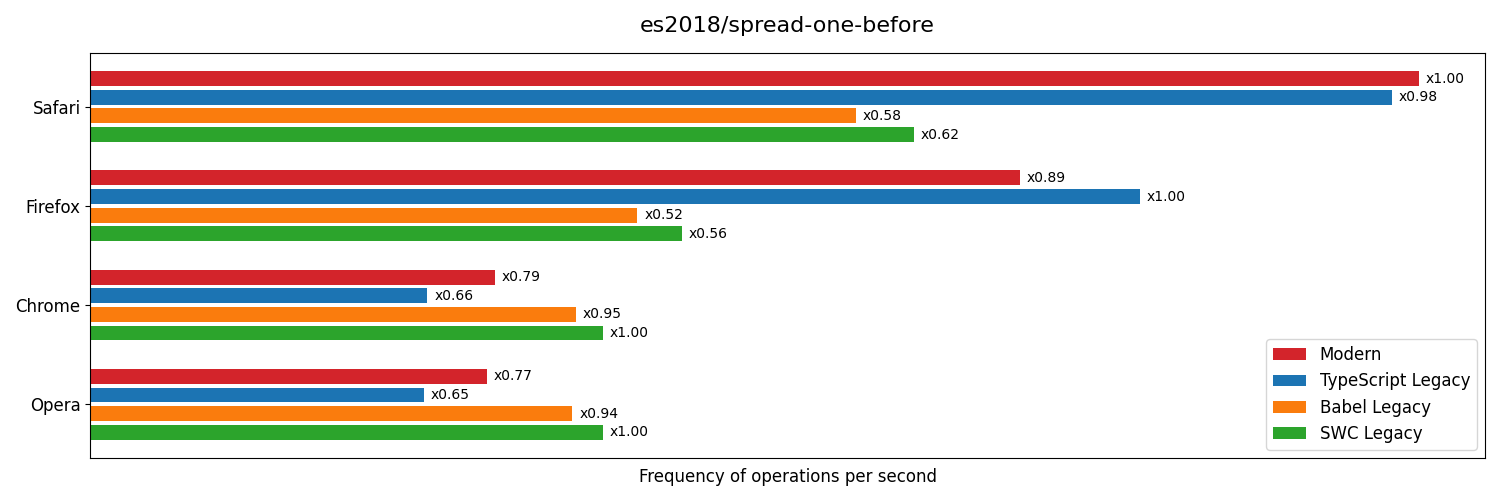 es2018/spread-one-before
Safari
x1.00
x0.98
x0.58
x0.62
Firefox
x0.89
x1.00
x0.52
x0.56
Chrome
x0.79
x0.66
x0.95
x1.00
Opera
x0.77
x0.65
x0.94
x1.00
Modern
TypeScript Legacy
Babel Legacy
SWC Legacy
Frequency of operations per second